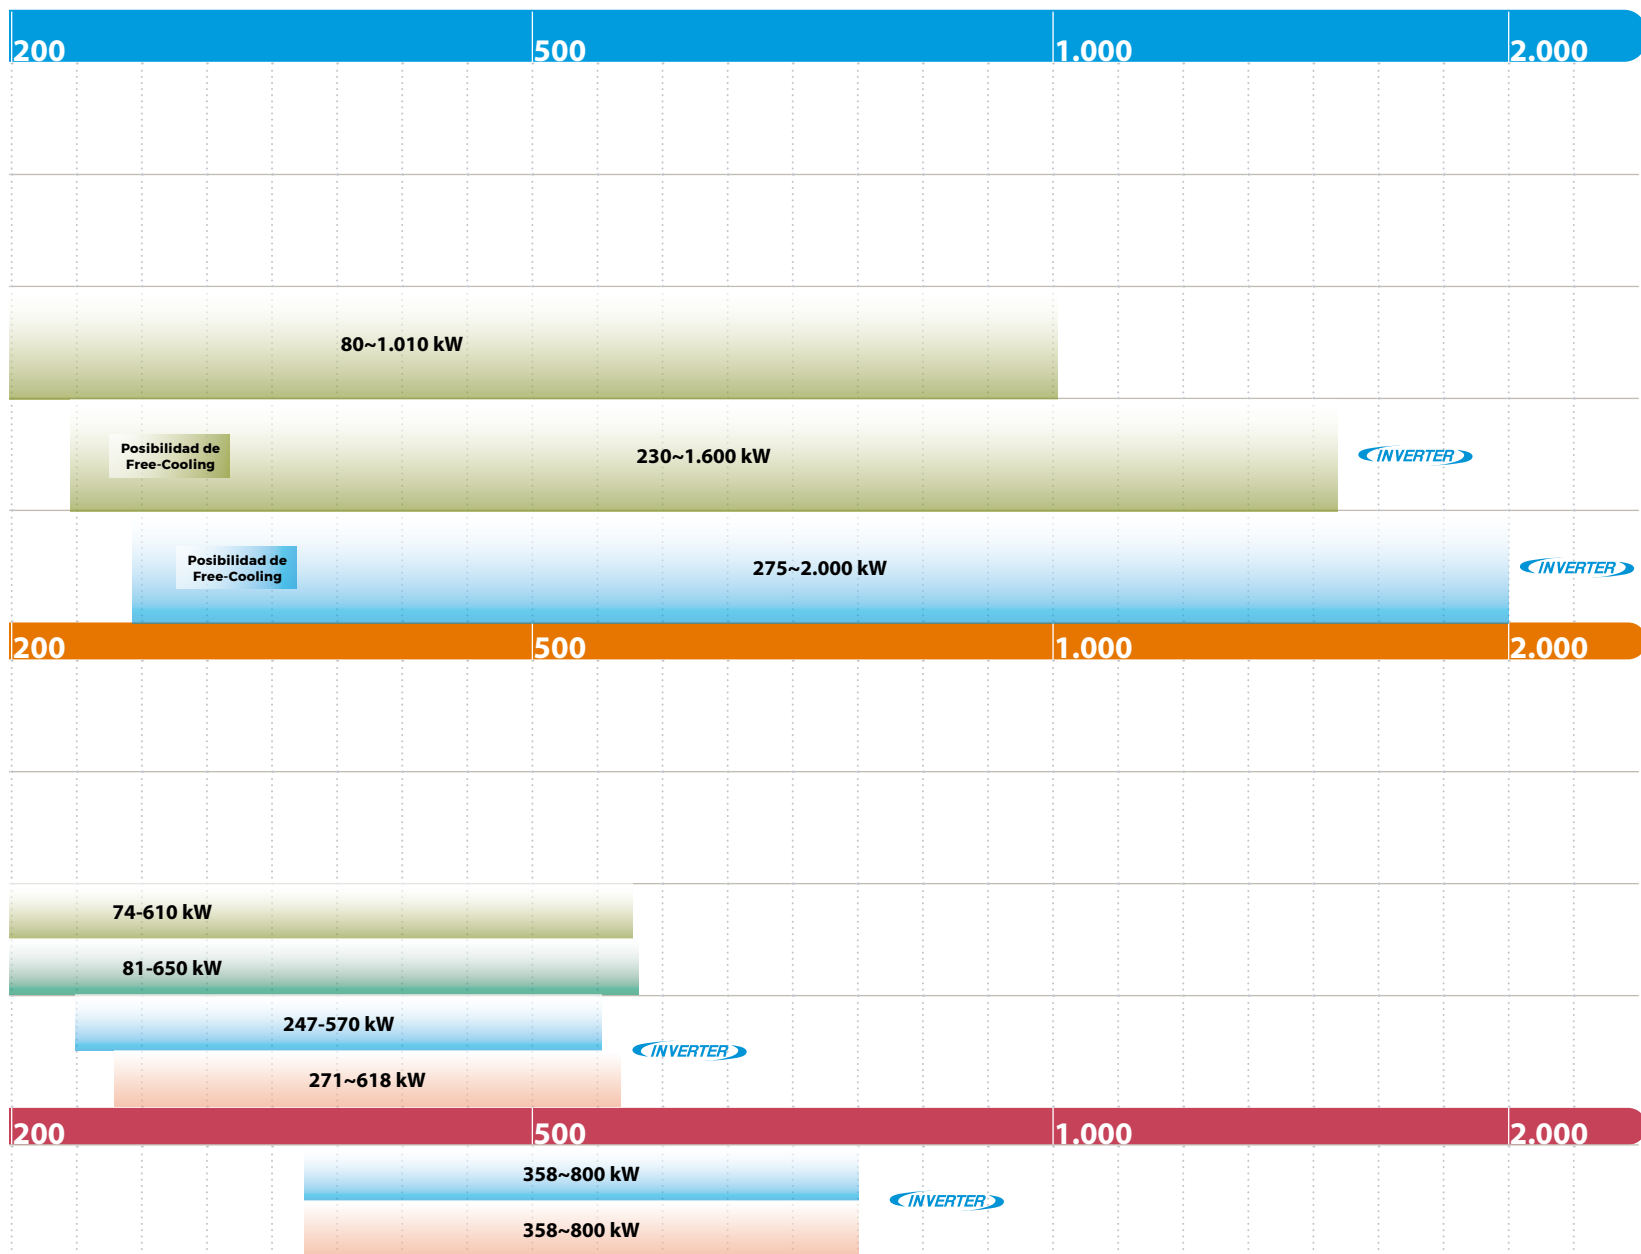 200 500 1.000 2.000
80~1.010 kW
Posibilidad de
Free-Cooling
230~1.600 kW
INVERTER
Posibilidad de
Free-Cooling
275~2.000 kW
INVERTER
200 500 1.000 2.000
74-610 kW
81-650 kW
247-570 kW
INVERTER
271~618 kW
200 500 1.000 2.000
358~800 kW
INVERTER
358~800 kW